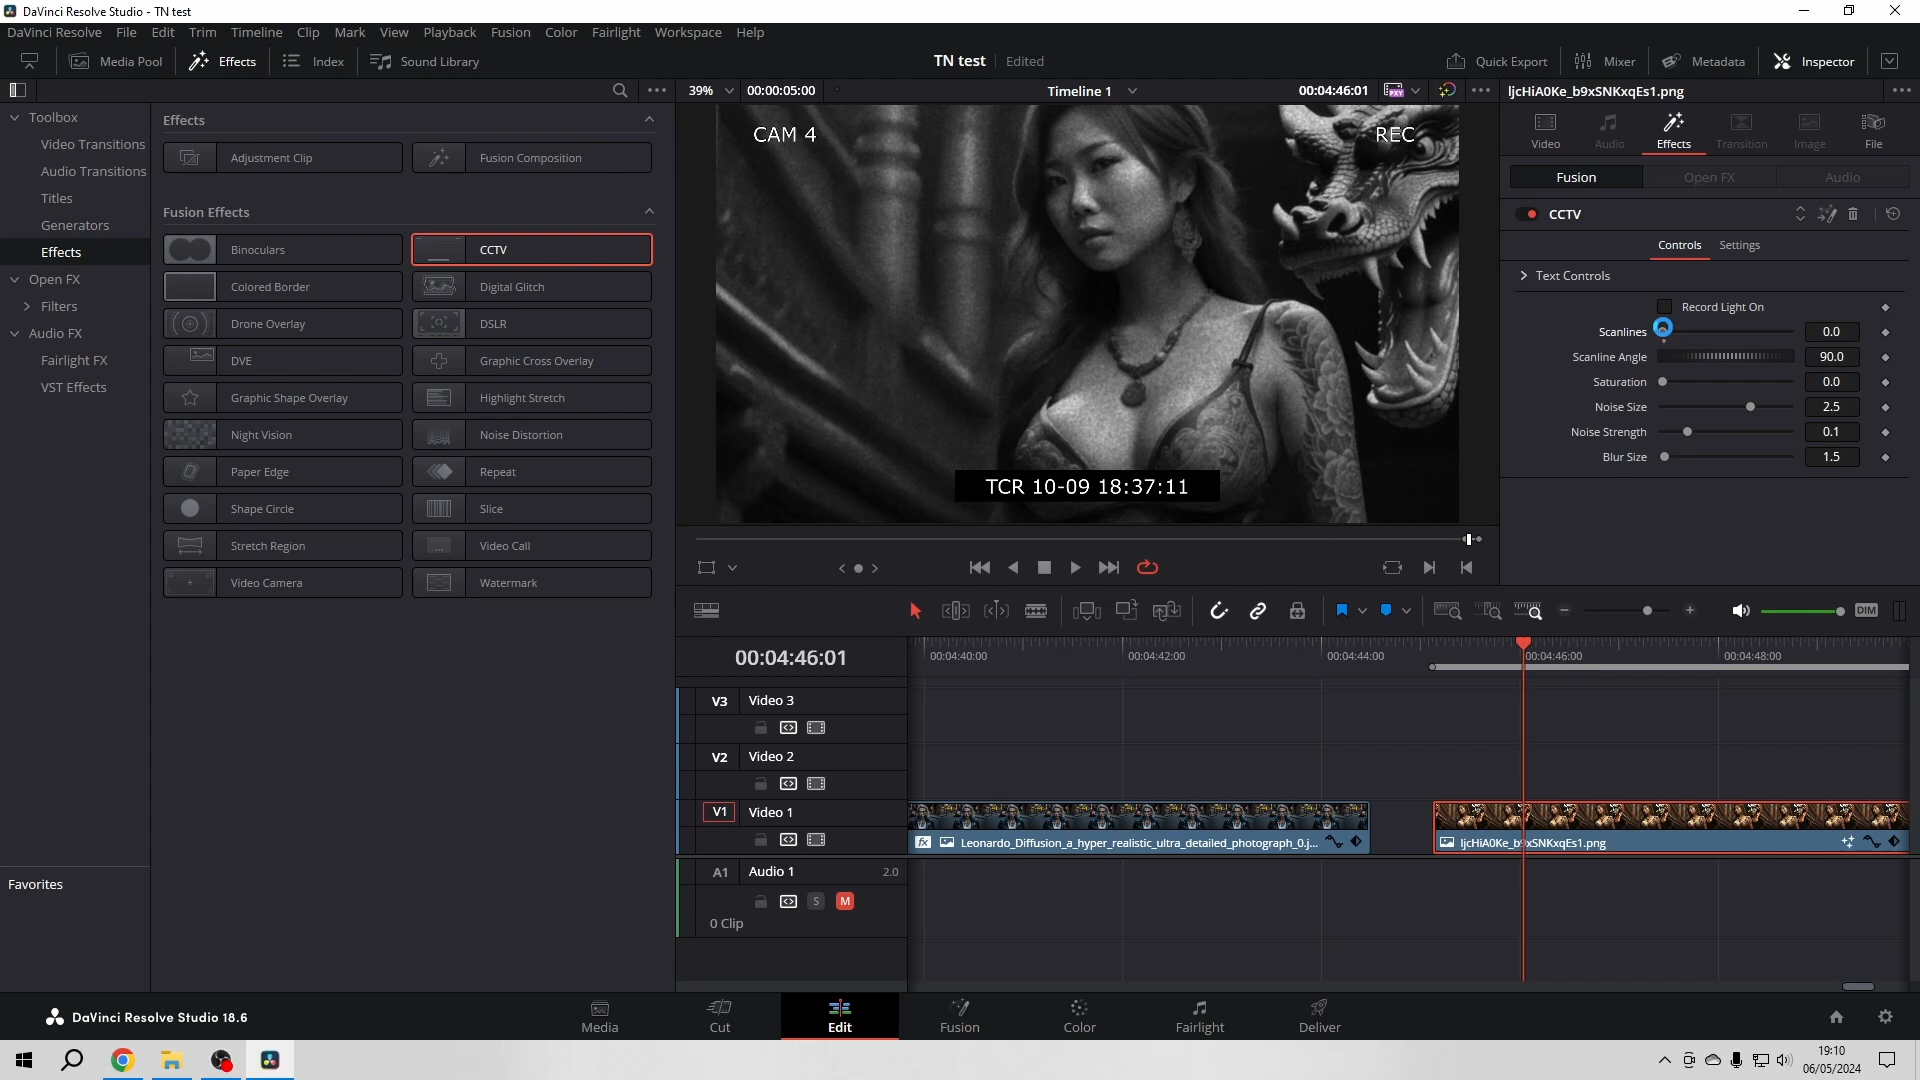 DaVinci Resolve Studio - TN test
DaVinci Resolve File Edit Trim Timeline Clip Mark View Playback Fusion Color Fairlight Workspace Help
Media Pool Effects Index Sound Library TN test Edited Quick Export Mixer Metadata Inspector
39% 00:00:05:00 Timeline 1 00:04:46:01 PXY ljcHiA0Ke_b9xSNKxqEs1.png
Toolbox
Video Transitions
Audio Transitions
Titles
Generators
Effects
Open FX
Filters
Audio FX
Fairlight FX
VST Effects
Favorites
Effects
Adjustment Clip Fusion Composition
Fusion Effects
Binoculars CCTV
Colored Border Digital Glitch
Drone Overlay DSLR
DVE Graphic Cross Overlay
Graphic Shape Overlay Highlight Stretch
Night Vision Noise Distortion
Paper Edge Repeat
Shape Circle Slice
Stretch Region Video Call
Video Camera Watermark
CAM 4 REC
TCR 10-09 18:37:11
Video Audio Effects Transition Image File
Fusion Open FX Audio
CCTV
Controls Settings
Text Controls
Record Light On
Scanlines 0.0
Scanline Angle 90.0
Saturation 0.0
Noise Size 2.5
Noise Strength 0.1
Blur Size 1.5
DIM
00:04:46:01 00:04:40:00 00:04:42:00 00:04:44:00 00:04:46:00 00:04:48:00
V3 Video 3
V2 Video 2
V1 Video 1
fx Leonardo_Diffusion_a_hyper_realistic_ultra_detailed_photograph_0.j... ljcHiA0Ke_b9xSNKxqEs1.png
A1 Audio 1 2.0
S M
0 Clip
DaVinci Resolve Studio 18.6
Media Cut Edit Fusion Color Fairlight Deliver
19:10
06/05/2024